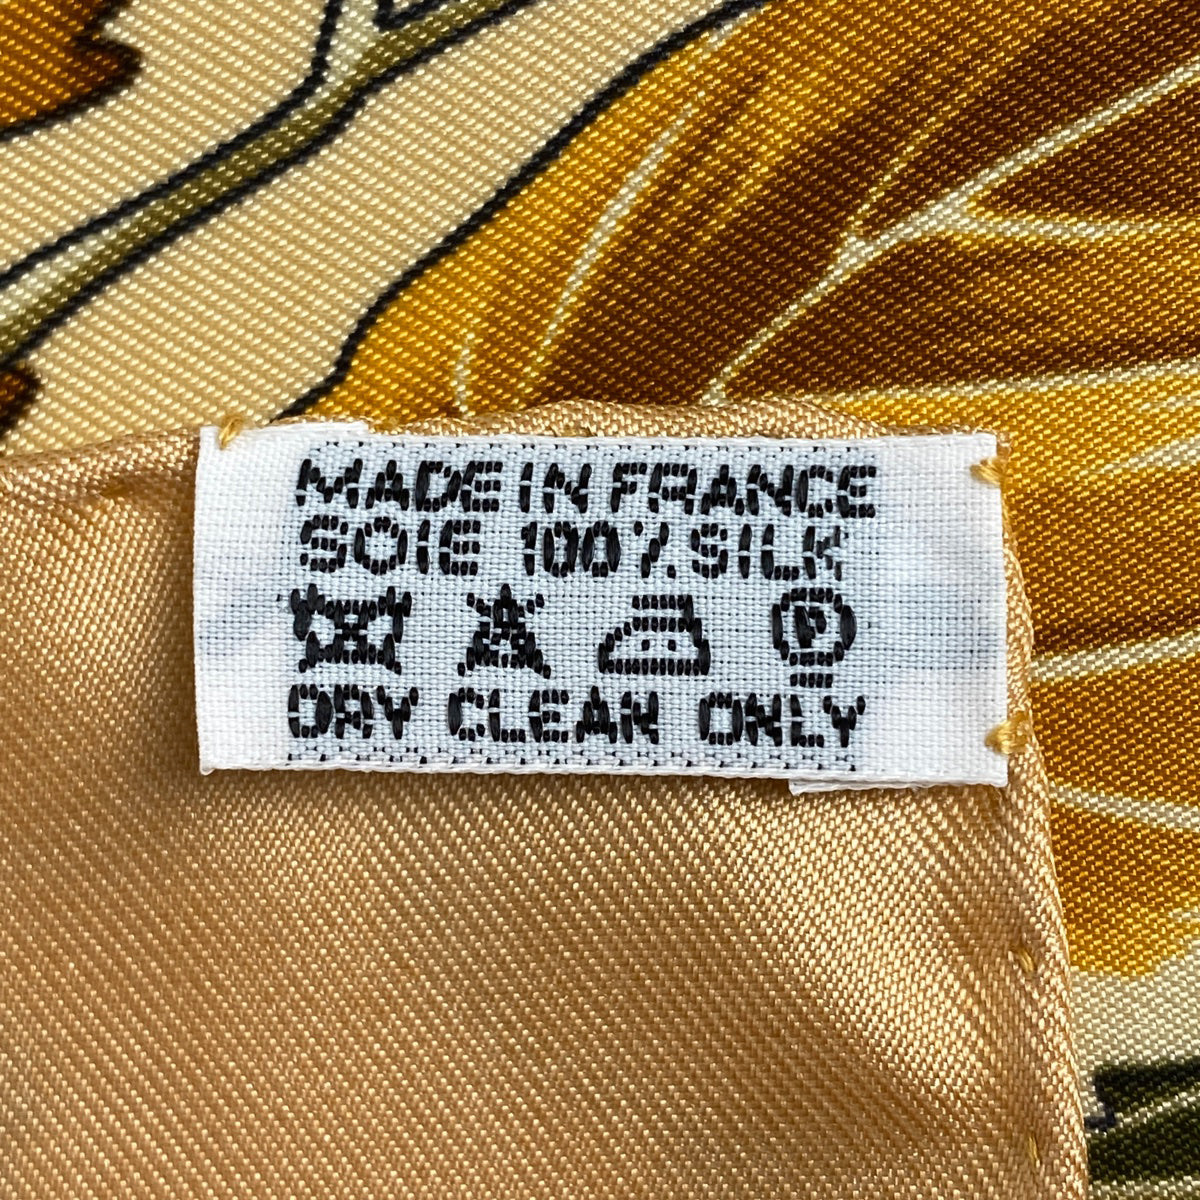 MADE IN FRANCE
SOIE 100% SILK
P
DRY CLEAN ONLY